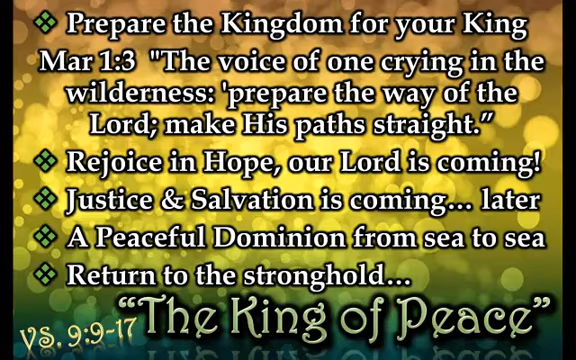 ❖ Prepare the Kingdom for your King
Mar 1:3 "The voice of one crying in the
wilderness: 'prepare the way of the
Lord; make His paths straight.”
❖ Rejoice in Hope, our Lord is coming!
❖ Justice & Salvation is coming... later
❖ A Peaceful Dominion from sea to sea
❖ Return to the stronghold...
VS. 9:9-17 “The King of Peace”